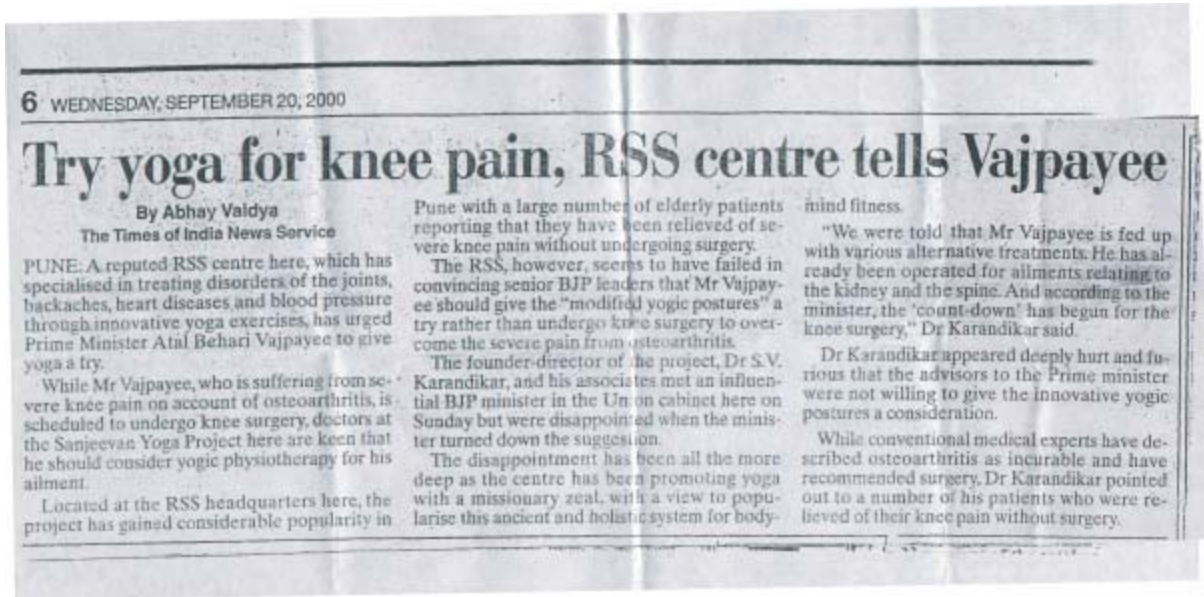 6 WEDNESDAY, SEPTEMBER 20, 2000
Try yoga for knee pain, RSS centre tells Vajpayee
By Abhay Vaidya
The Times of India News Service
PUNE: A reputed RSS centre here, which has
specialised in treating disorders of the joints,
backaches, heart diseases and blood pressure
through innovative yoga exercises, has urged
Prime Minister Atal Behari Vajpayee to give
yoga a try.
While Mr Vajpayee, who is suffering from se-
vere knee pain on account of osteoarthritis, is
scheduled to undergo knee surgery, doctors at
the Sanjeevan Yoga Project here are keen that
he should consider yogic physiotherapy for his
ailment.
Located at the RSS headquarters here, the
project has gained considerable popularity in
Pune with a large number of elderly patients
reporting that they have been relieved of se-
vere knee pain without undergoing surgery.
The RSS, however, seems to have failed in
convincing senior BJP leaders that Mr Vajpay-
ee should give the "modified yogic postures" a
try rather than undergo knee surgery to over-
come the severe pain from osteoarthritis.
The founder-director of the project, Dr S.V.
Karandikar, and his associates met an influen-
tial BJP minister in the Union cabinet here on
Sunday but were disappointed when the minis-
ter turned down the suggestion.
The disappointment has been all the more
deep as the centre has been promoting yoga
with a missionary zeal, with a view to popu-
larise this ancient and holistic system for body-
mind fitness.
"We were told that Mr Vajpayee is fed up
with various alternative treatments. He has al-
ready been operated for ailments relating to
the kidney and the spine. And according to the
minister, the 'count-down' has begun for the
knee surgery," Dr Karandikar said.
Dr Karandikar appeared deeply hurt and fu-
rious that the advisors to the Prime minister
were not willing to give the innovative yogic
postures a consideration.
While conventional medical experts have de-
scribed osteoarthritis as incurable and have
recommended surgery, Dr Karandikar pointed
out to a number of his patients who were re-
lieved of their knee pain without surgery.